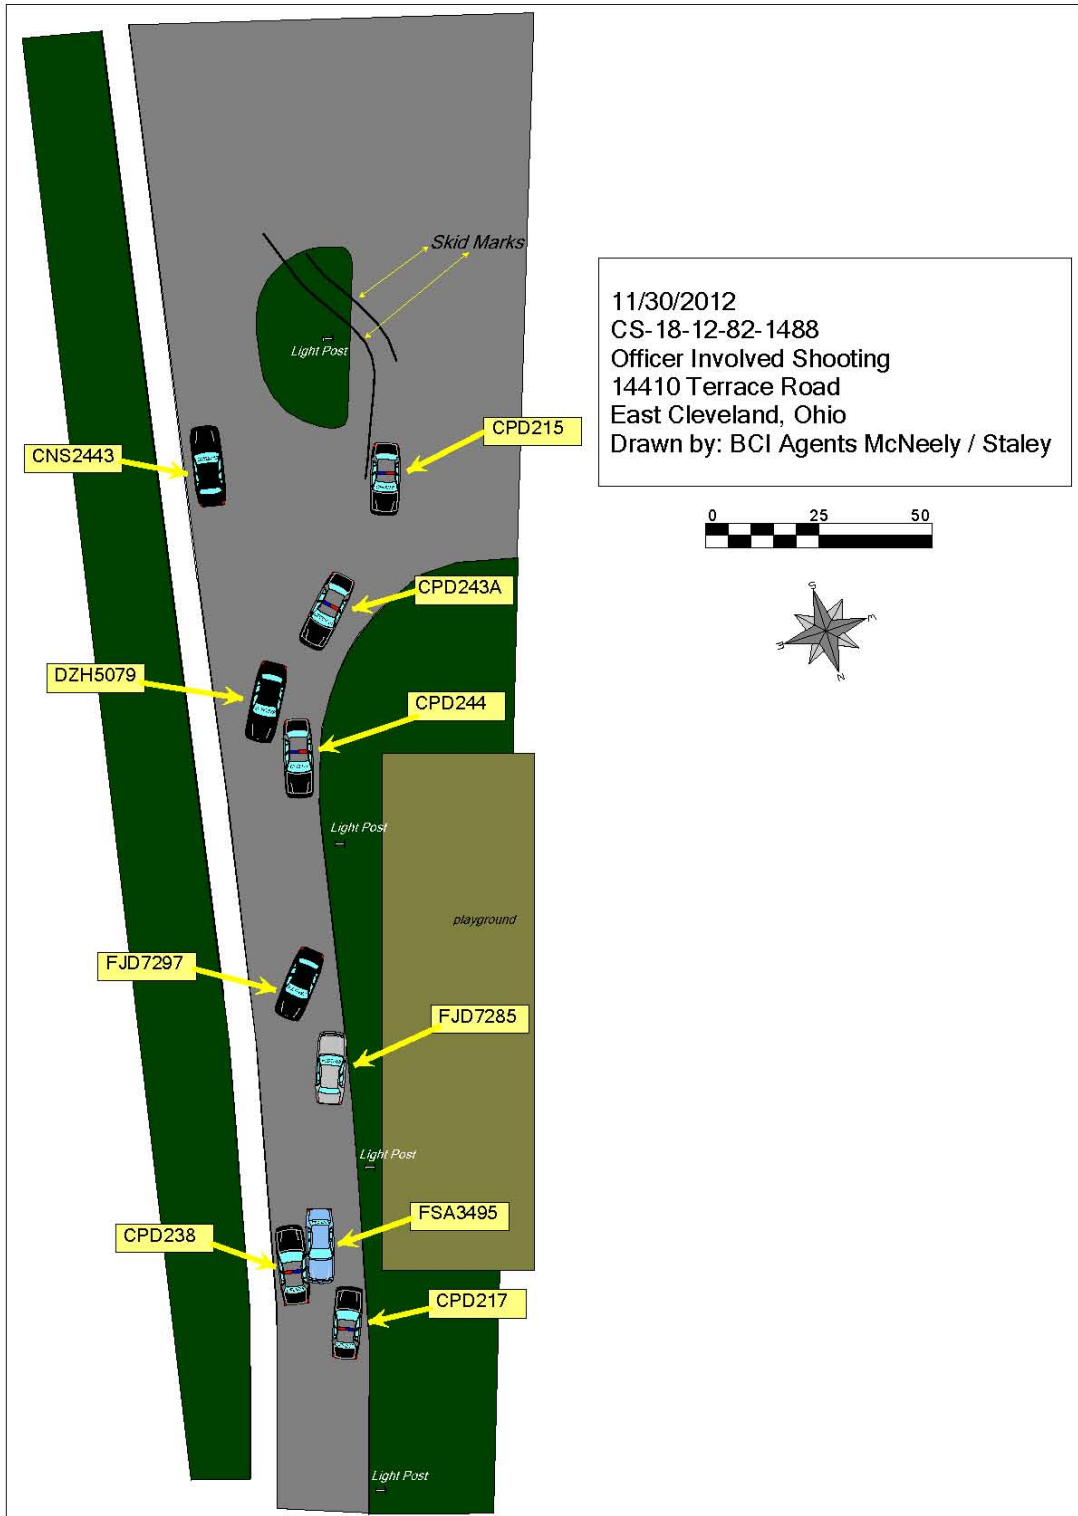 Skid Marks
Light Post
11/30/2012
CS-18-12-82-1488
Officer Involved Shooting
14410 Terrace Road
East Cleveland, Ohio
Drawn by: BCI Agents McNeely / Staley
CPD215
CNS2443
0 25 50
CPD243A
S
W
E
N
DZH5079
CPD244
Light Post
playground
FJD7297
FJD7285
Light Post
FSA3495
CPD238
CPD217
Light Post